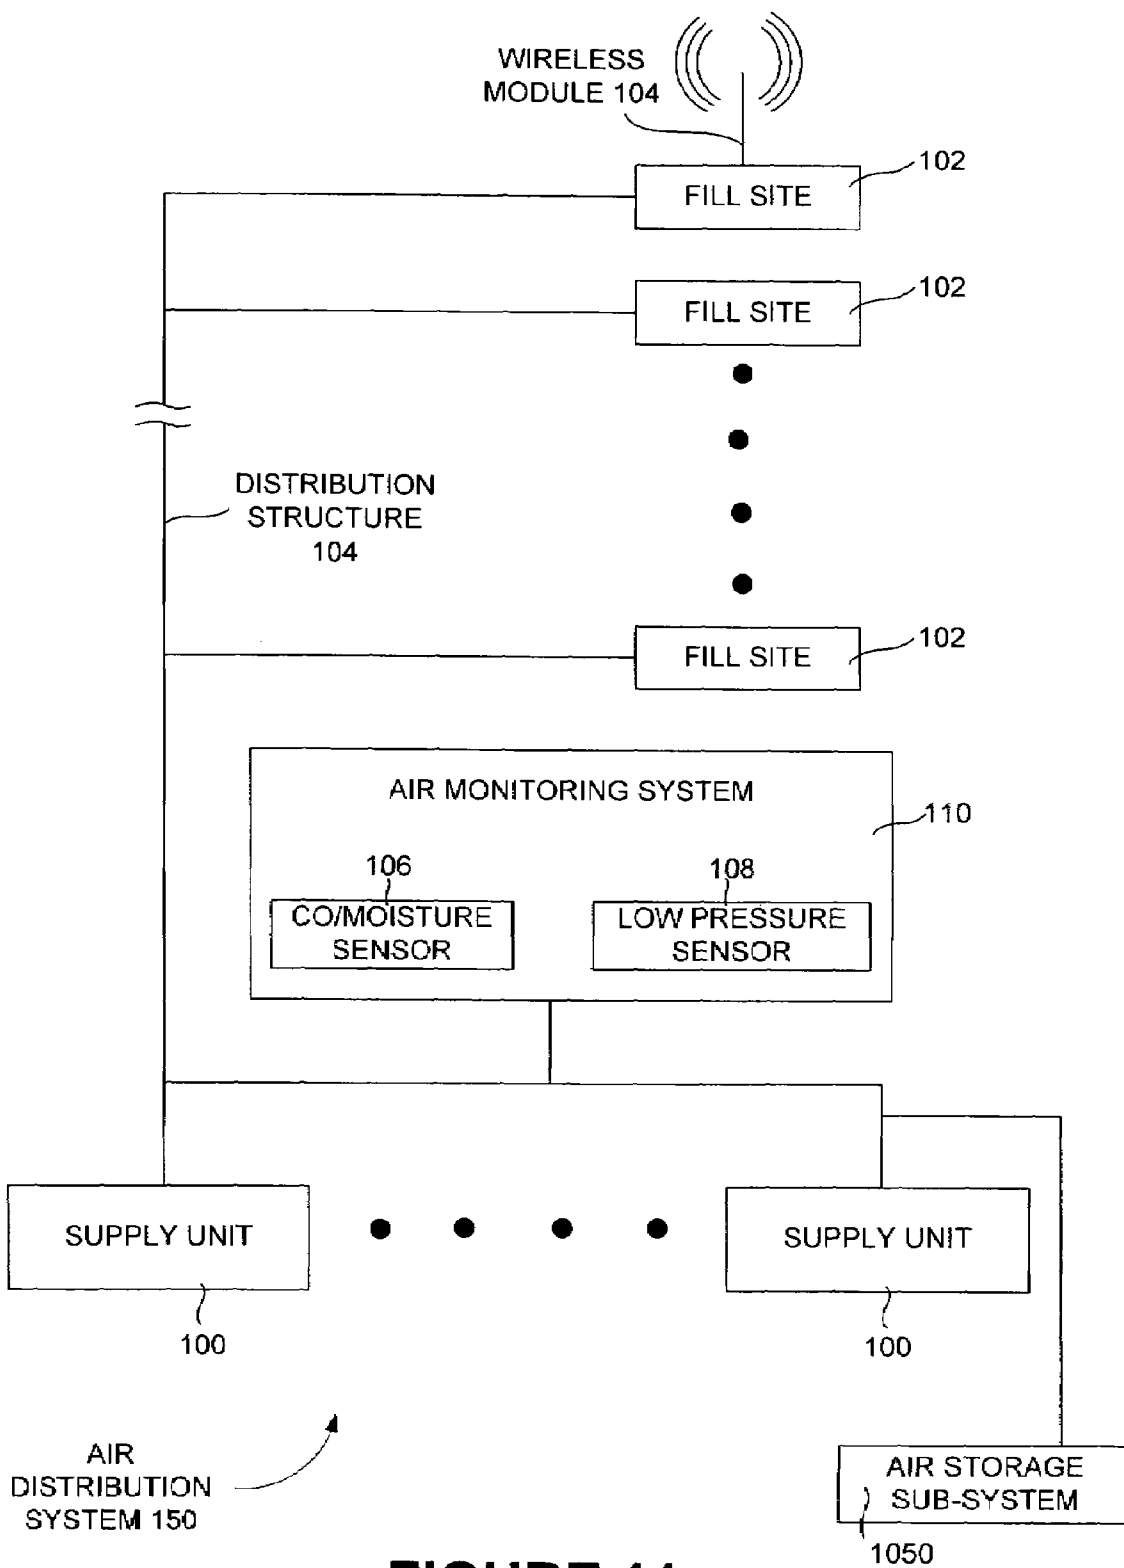 WIRELESS
MODULE 104
102
FILL SITE
102
FILL SITE
DISTRIBUTION
STRUCTURE
104
102
FILL SITE
AIR MONITORING SYSTEM
110
106
108
CO/MOISTURE
SENSOR
LOW PRESSURE
SENSOR
SUPPLY UNIT
SUPPLY UNIT
100
100
AIR
DISTRIBUTION
SYSTEM 150
AIR STORAGE
SUB-SYSTEM
1050